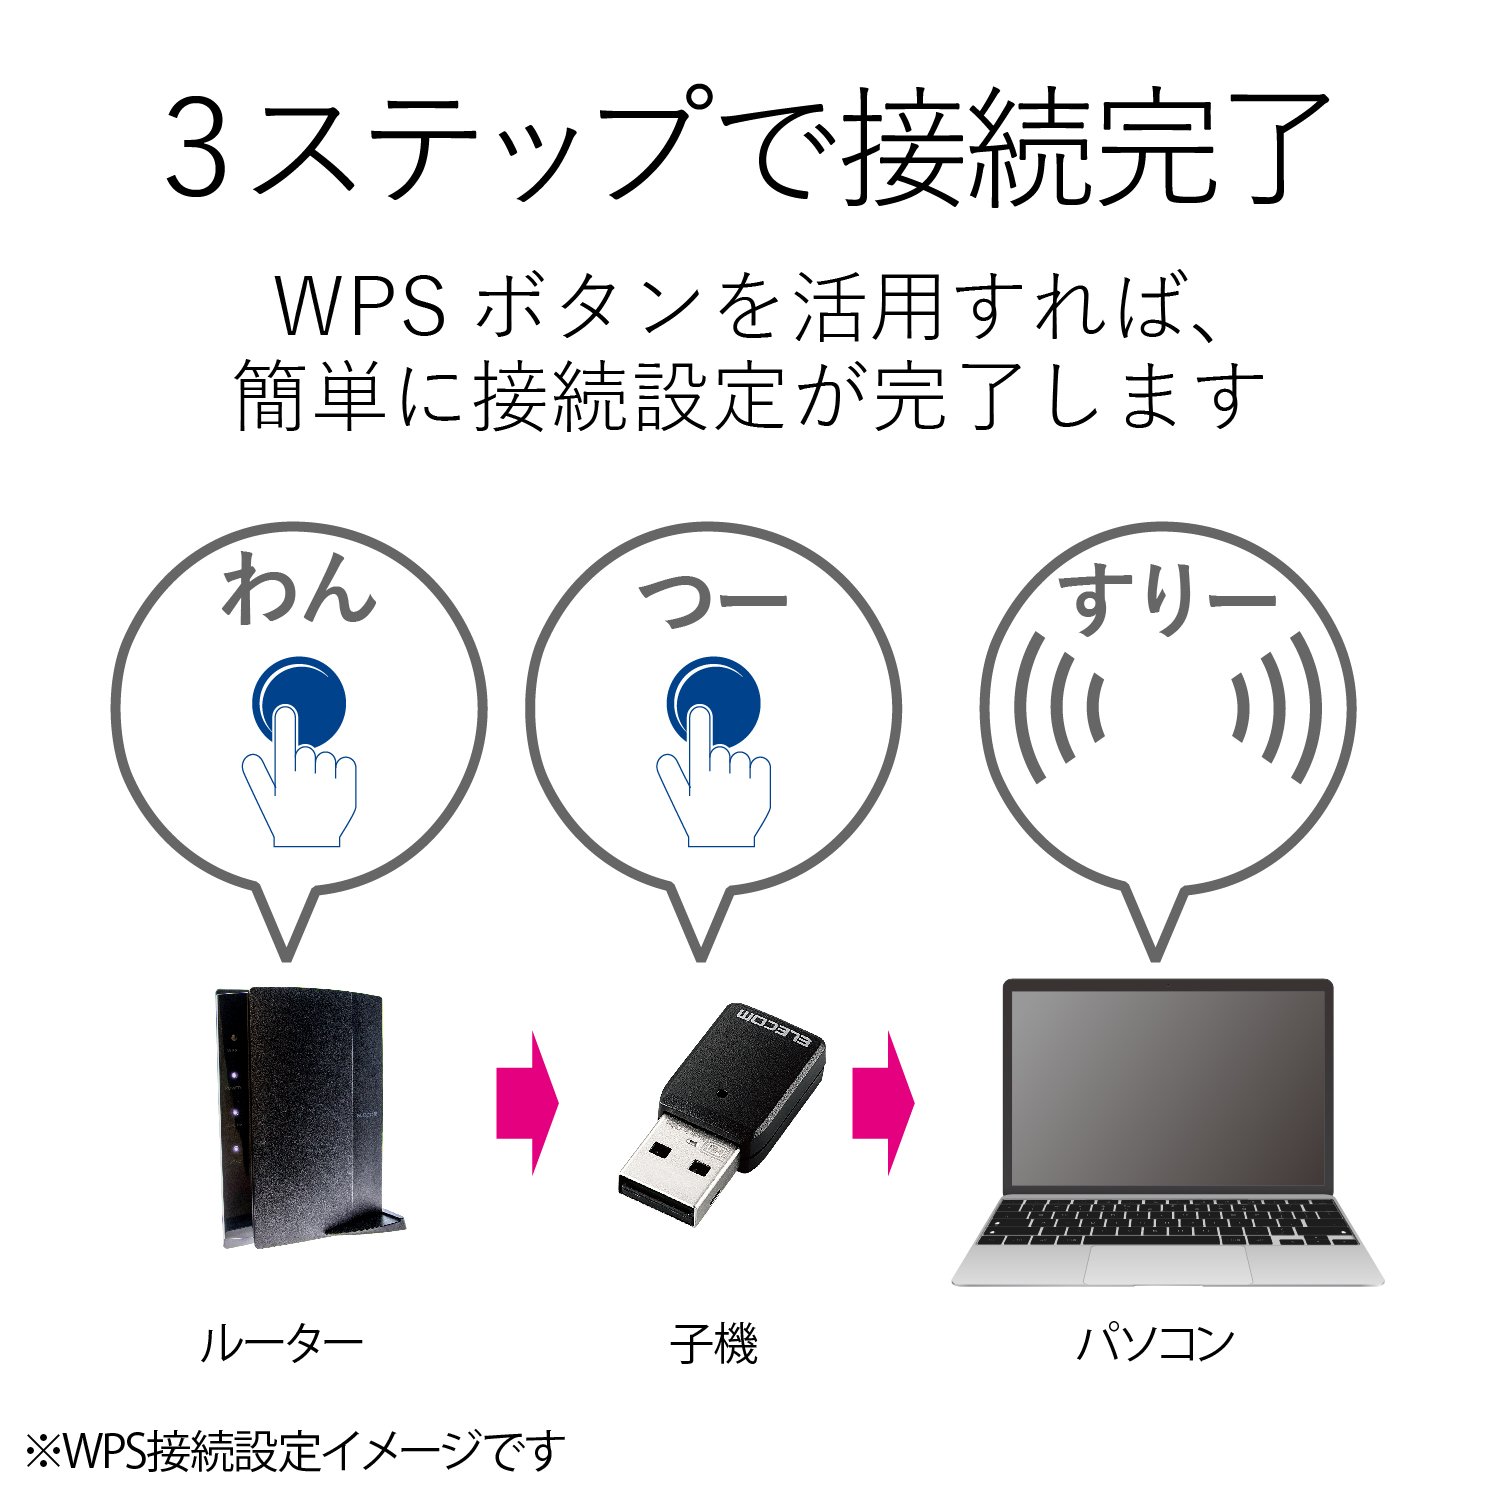 3ステップで接続完了
WPSボタンを活用すれば、
簡単に接続設定が完了します
わん
つー
すりー
ELECOM
ルーター
子機
パソコン
※WPS接続設定イメージです